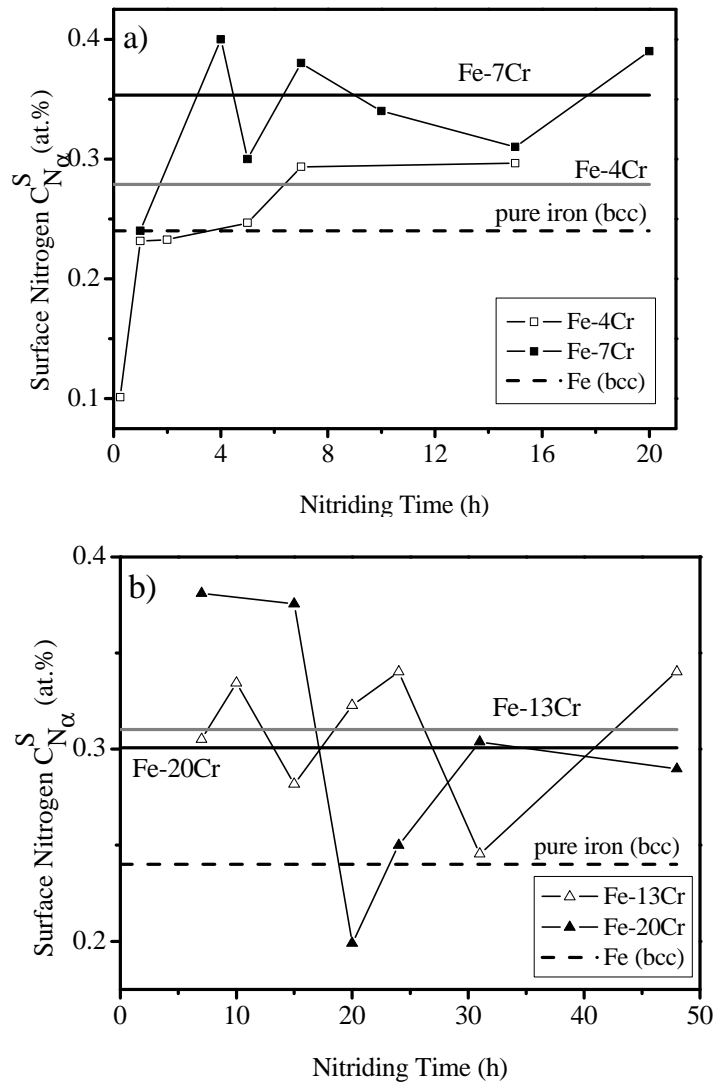 a)
0.4
0.3
0.2
0.1
Surface Nitrogen C^S_Nα (at.%)
Fe-7Cr
Fe-4Cr
pure iron (bcc)
Fe-4Cr
Fe-7Cr
Fe (bcc)
0 4 8 12 16 20
Nitriding Time (h)
b)
0.4
0.3
0.2
Surface Nitrogen C^S_Nα (at.%)
Fe-13Cr
Fe-20Cr
pure iron (bcc)
Fe-13Cr
Fe-20Cr
Fe (bcc)
0 10 20 30 40 50
Nitriding Time (h)